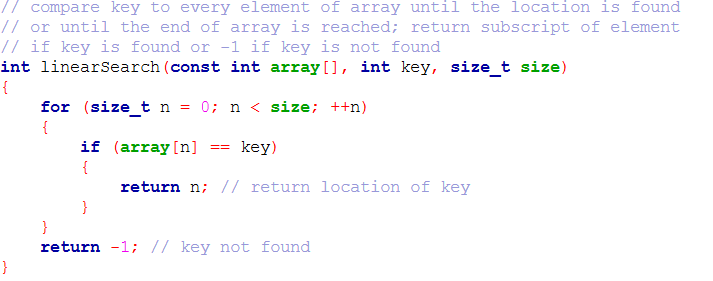 // compare key to every element of array until the location is found
// or until the end of array is reached; return subscript of element
// if key is found or -1 if key is not found
int linearSearch(const int array[], int key, size_t size)
{
    for (size_t n = 0; n < size; ++n)
    {
        if (array[n] == key)
        {
            return n; // return location of key
        }
    }
    return -1; // key not found
}